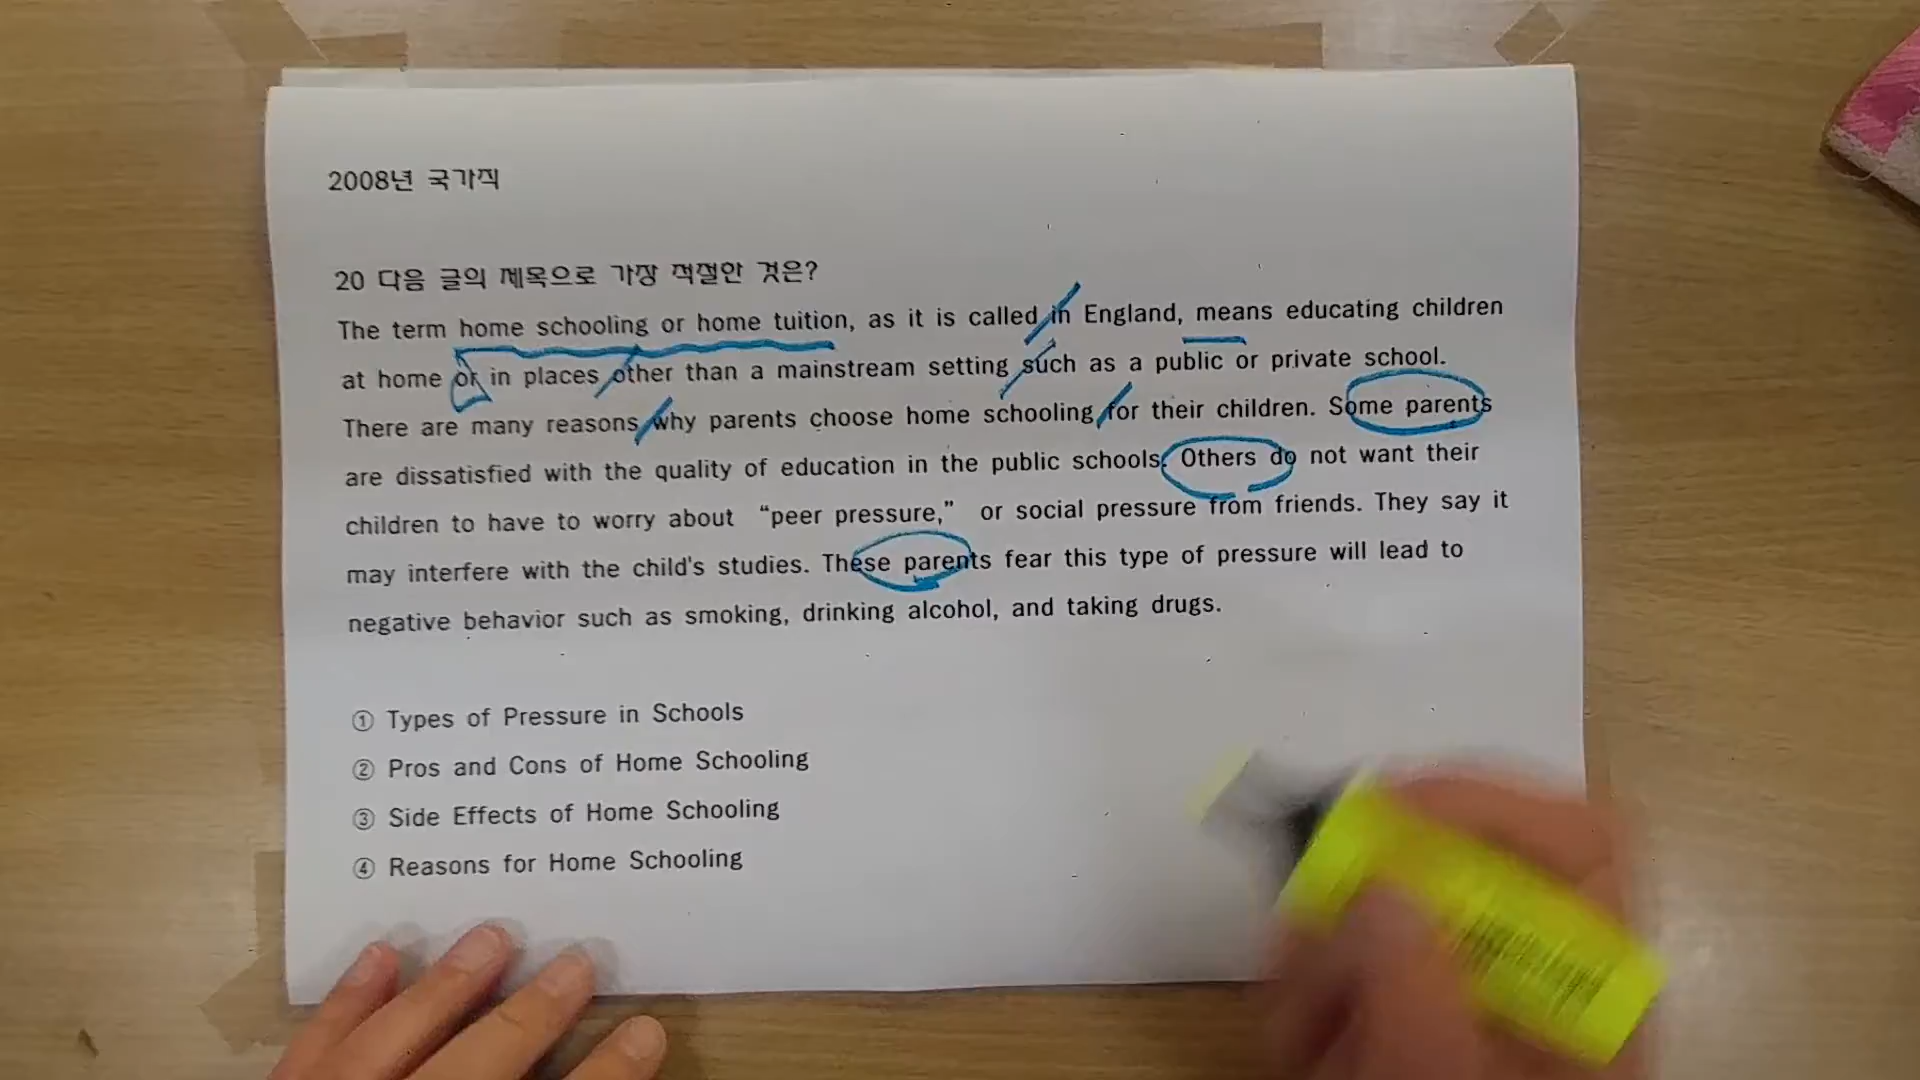 2008년 국가직
20 다음 글의 제목으로 가장 적절한 것은?
The term home schooling or home tuition, as it is called in England, means educating children
at home or in places other than a mainstream setting such as a public or private school.
There are many reasons why parents choose home schooling for their children. Some parents
are dissatisfied with the quality of education in the public schools. Others do not want their
children to have to worry about “peer pressure,” or social pressure from friends. They say it
may interfere with the child's studies. These parents fear this type of pressure will lead to
negative behavior such as smoking, drinking alcohol, and taking drugs.
① Types of Pressure in Schools
② Pros and Cons of Home Schooling
③ Side Effects of Home Schooling
④ Reasons for Home Schooling